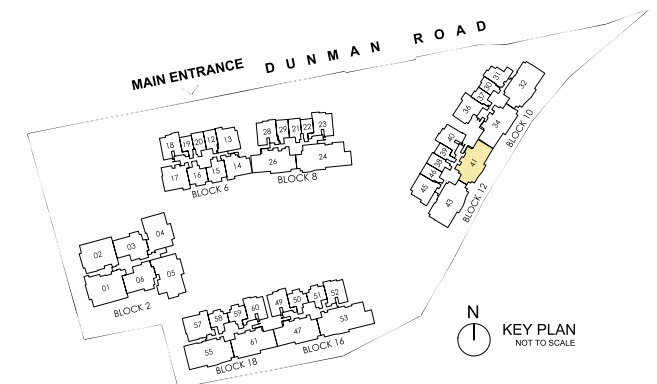 DUNMAN ROAD
MAIN ENTRANCE
18 19 20 12 13
17 16 15 14
BLOCK 6
28 29 21 22 23
26 24
BLOCK 8
31
30
37
32
36
34
BLOCK 10
40
39
38
46
45
41
43
BLOCK 12
02 03 04
01 06 05
BLOCK 2
57 58 59 60
55 61
BLOCK 18
49 50 51 52
47 53
BLOCK 16
N
KEY PLAN
NOT TO SCALE